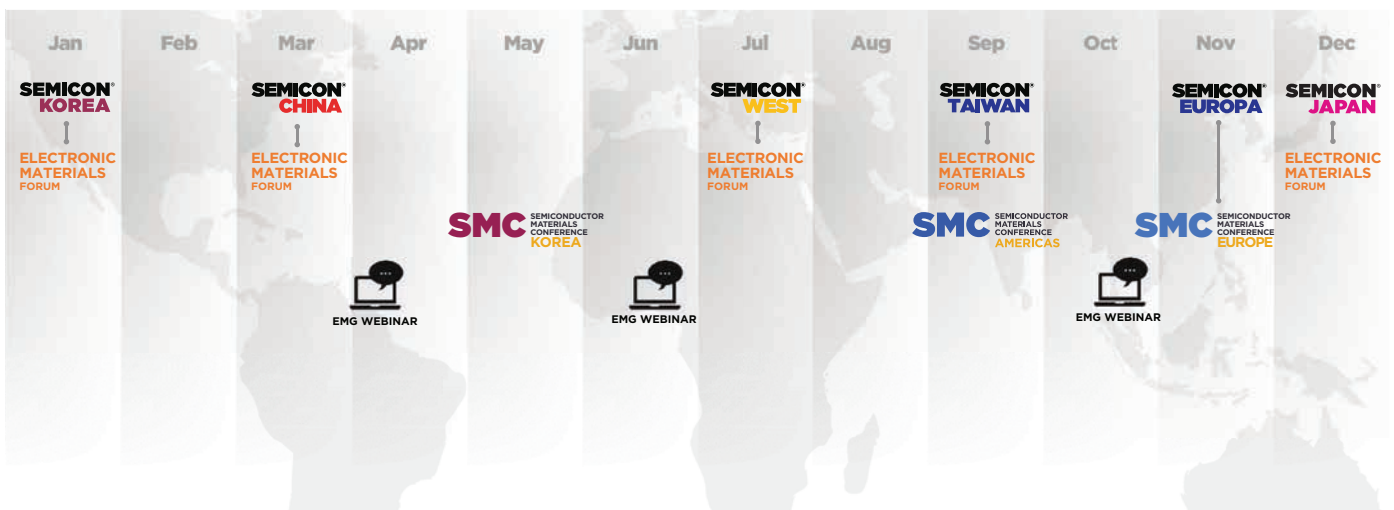 Jan Feb Mar Apr May Jun Jul Aug Sep Oct Nov Dec
SEMICON®
KOREA
ELECTRONIC
MATERIALS
FORUM
SEMICON®
CHINA
ELECTRONIC
MATERIALS
FORUM
SEMICON®
WEST
ELECTRONIC
MATERIALS
FORUM
SEMICON®
TAIWAN
ELECTRONIC
MATERIALS
FORUM
SEMICON®
EUROPA
SEMICON®
JAPAN
ELECTRONIC
MATERIALS
FORUM
SMC
SEMICONDUCTOR
MATERIALS
CONFERENCE
KOREA
SMC
SEMICONDUCTOR
MATERIALS
CONFERENCE
AMERICAS
SMC
SEMICONDUCTOR
MATERIALS
CONFERENCE
EUROPE
EMG WEBINAR
EMG WEBINAR
EMG WEBINAR